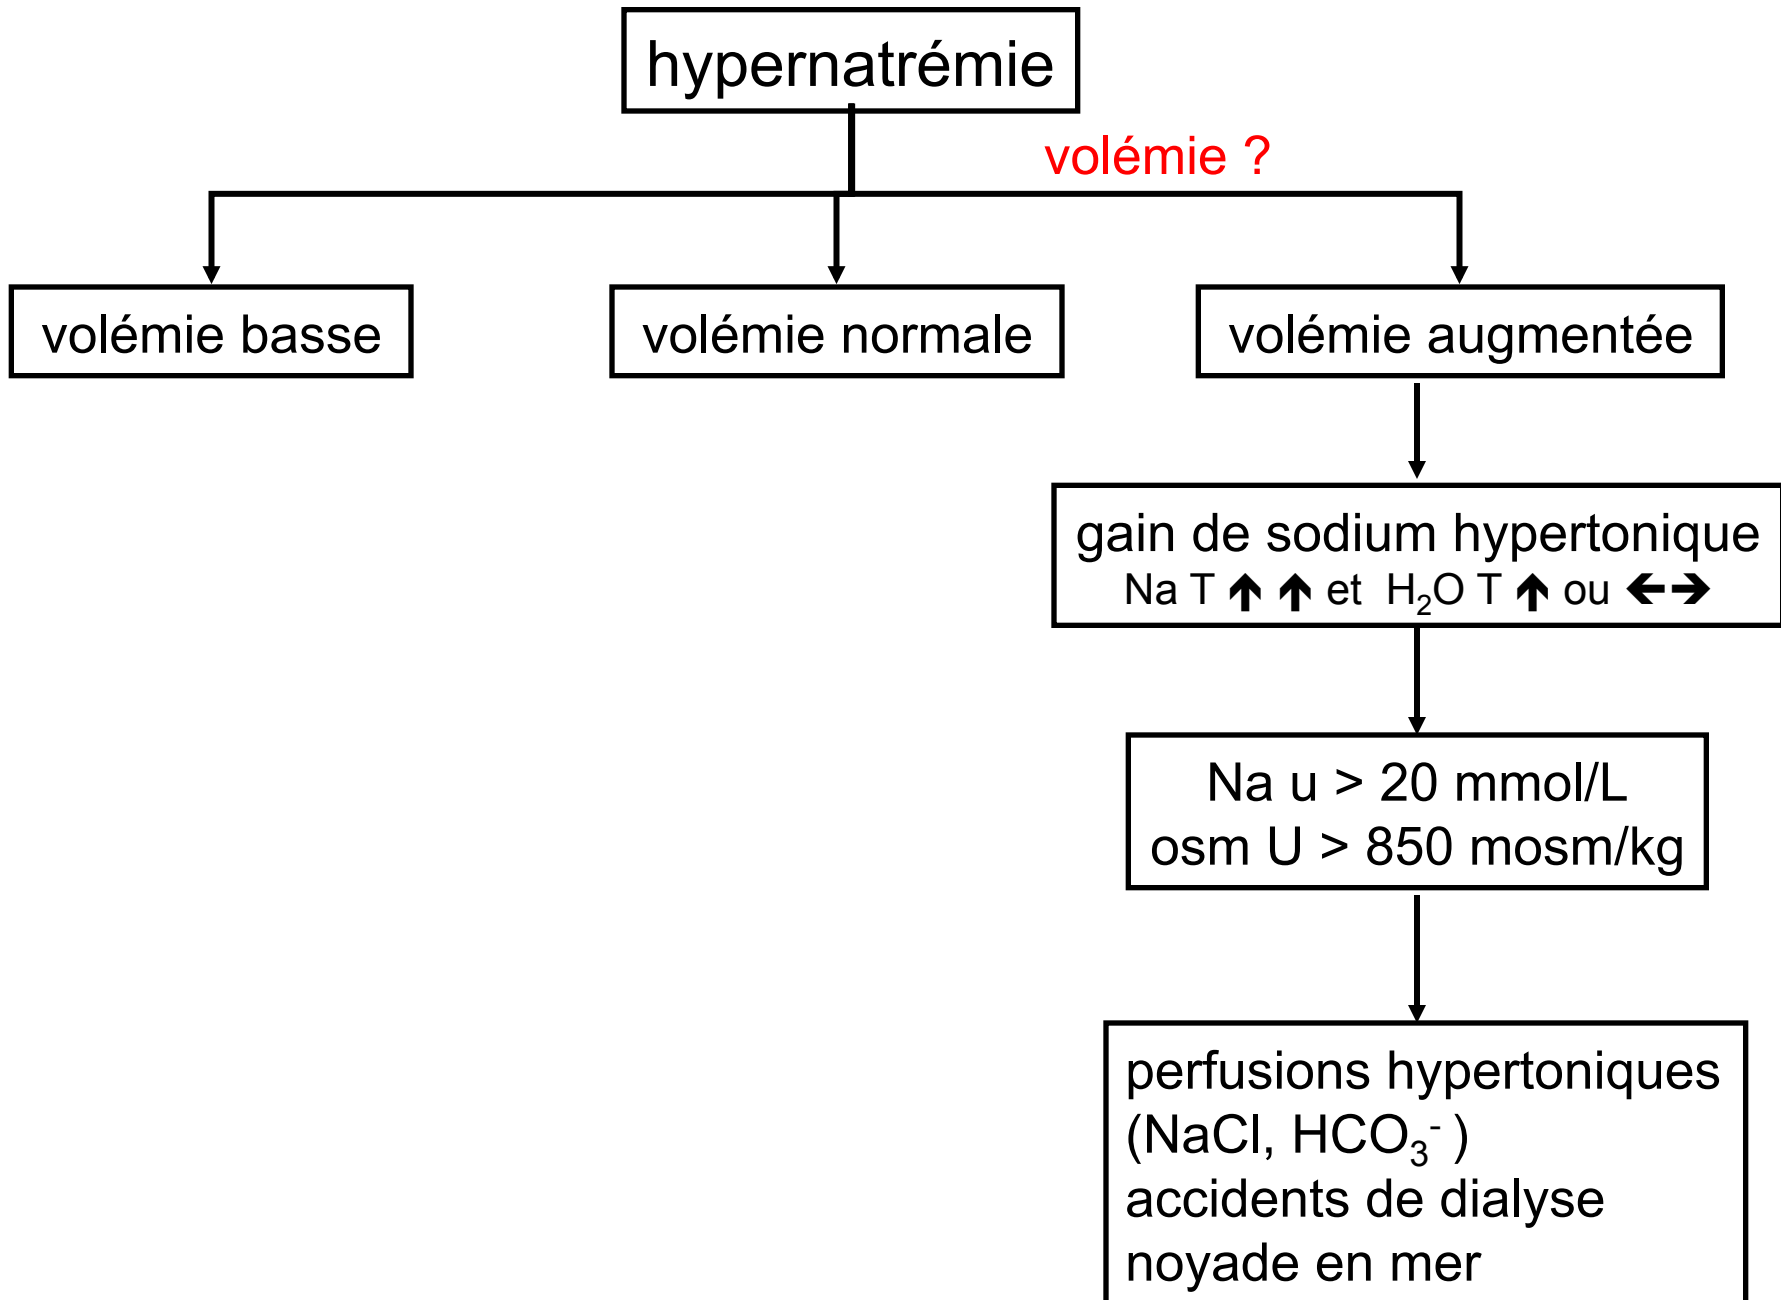 hypernatrémie
volémie ?
volémie basse
volémie normale
volémie augmentée
gain de sodium hypertonique
Na T ↑ ↑ et H₂O T ↑ ou ←→
Na u > 20 mmol/L
osm U > 850 mosm/kg
perfusions hypertoniques
(NaCl, HCO₃⁻ )
accidents de dialyse
noyade en mer